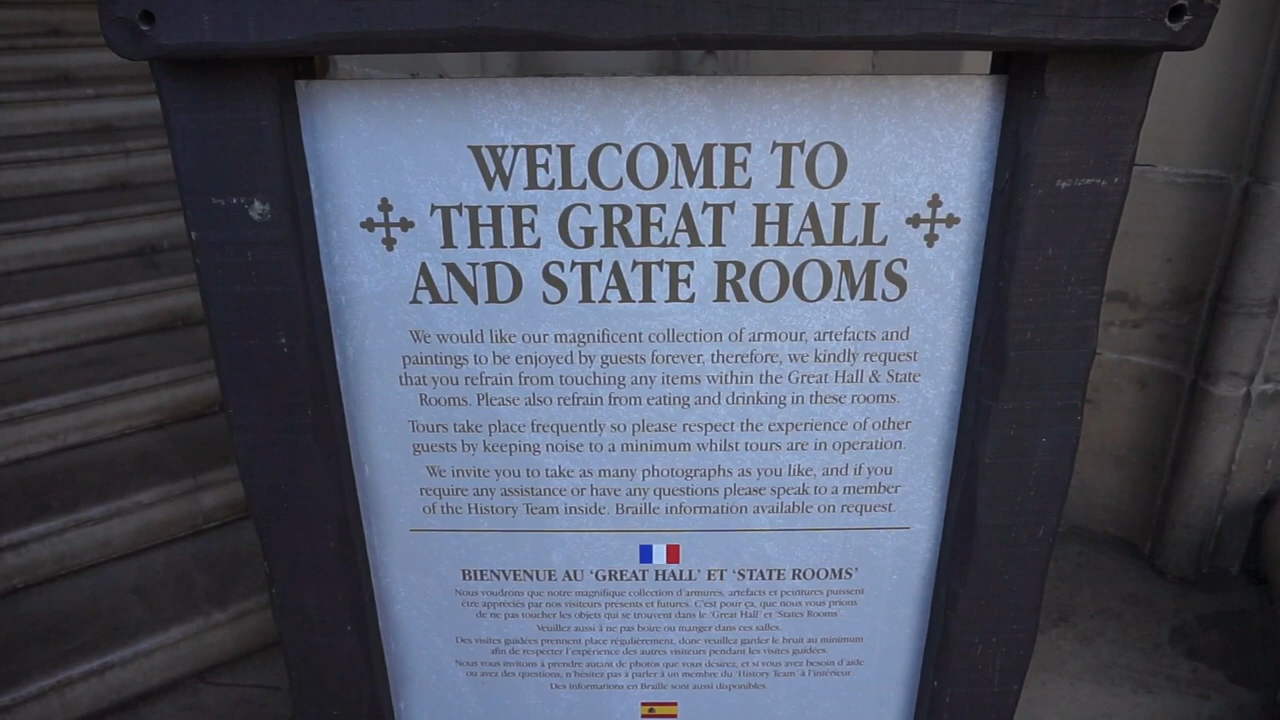 WELCOME TO
THE GREAT HALL
AND STATE ROOMS
We would like our magnificent collection of armour, artefacts and
paintings to be enjoyed by guests forever, therefore, we kindly request
that you refrain from touching any items within the Great Hall & State
Rooms. Please also refrain from eating and drinking in these rooms.
Tours take place frequently so please respect the experience of other
guests by keeping noise to a minimum whilst tours are in operation.
We invite you to take as many photographs as you like, and if you
require any assistance or have any questions please speak to a member
of the History Team inside. Braille information available on request.
BIENVENUE AU ‘GREAT HALL’ ET ‘STATE ROOMS’
Nous voudrons que notre magnifique collection d'armures, artefacts et peintures puissent
être appréciés par nos visiteurs présents et futures. C'est pour ça, que nous vous prions
de ne pas toucher les objets qui se trouvent dans le 'Great Hall' et 'States Rooms'.
Veuillez aussi à ne pas boire ou manger dans ces salles.
Des visites guidées prennent place régulièrement, donc veuillez garder le bruit au minimum
afin de respecter l'expérience des autres visiteurs pendant les visites guidées.
Nous vous invitons à prendre autant de photos que vous désirez, et si vous avez besoin d'aide
ou avez des questions, n'hésitez pas à parler à un membre du 'History Team' à l'intérieur.
Des informations en Braille sont aussi disponibles.